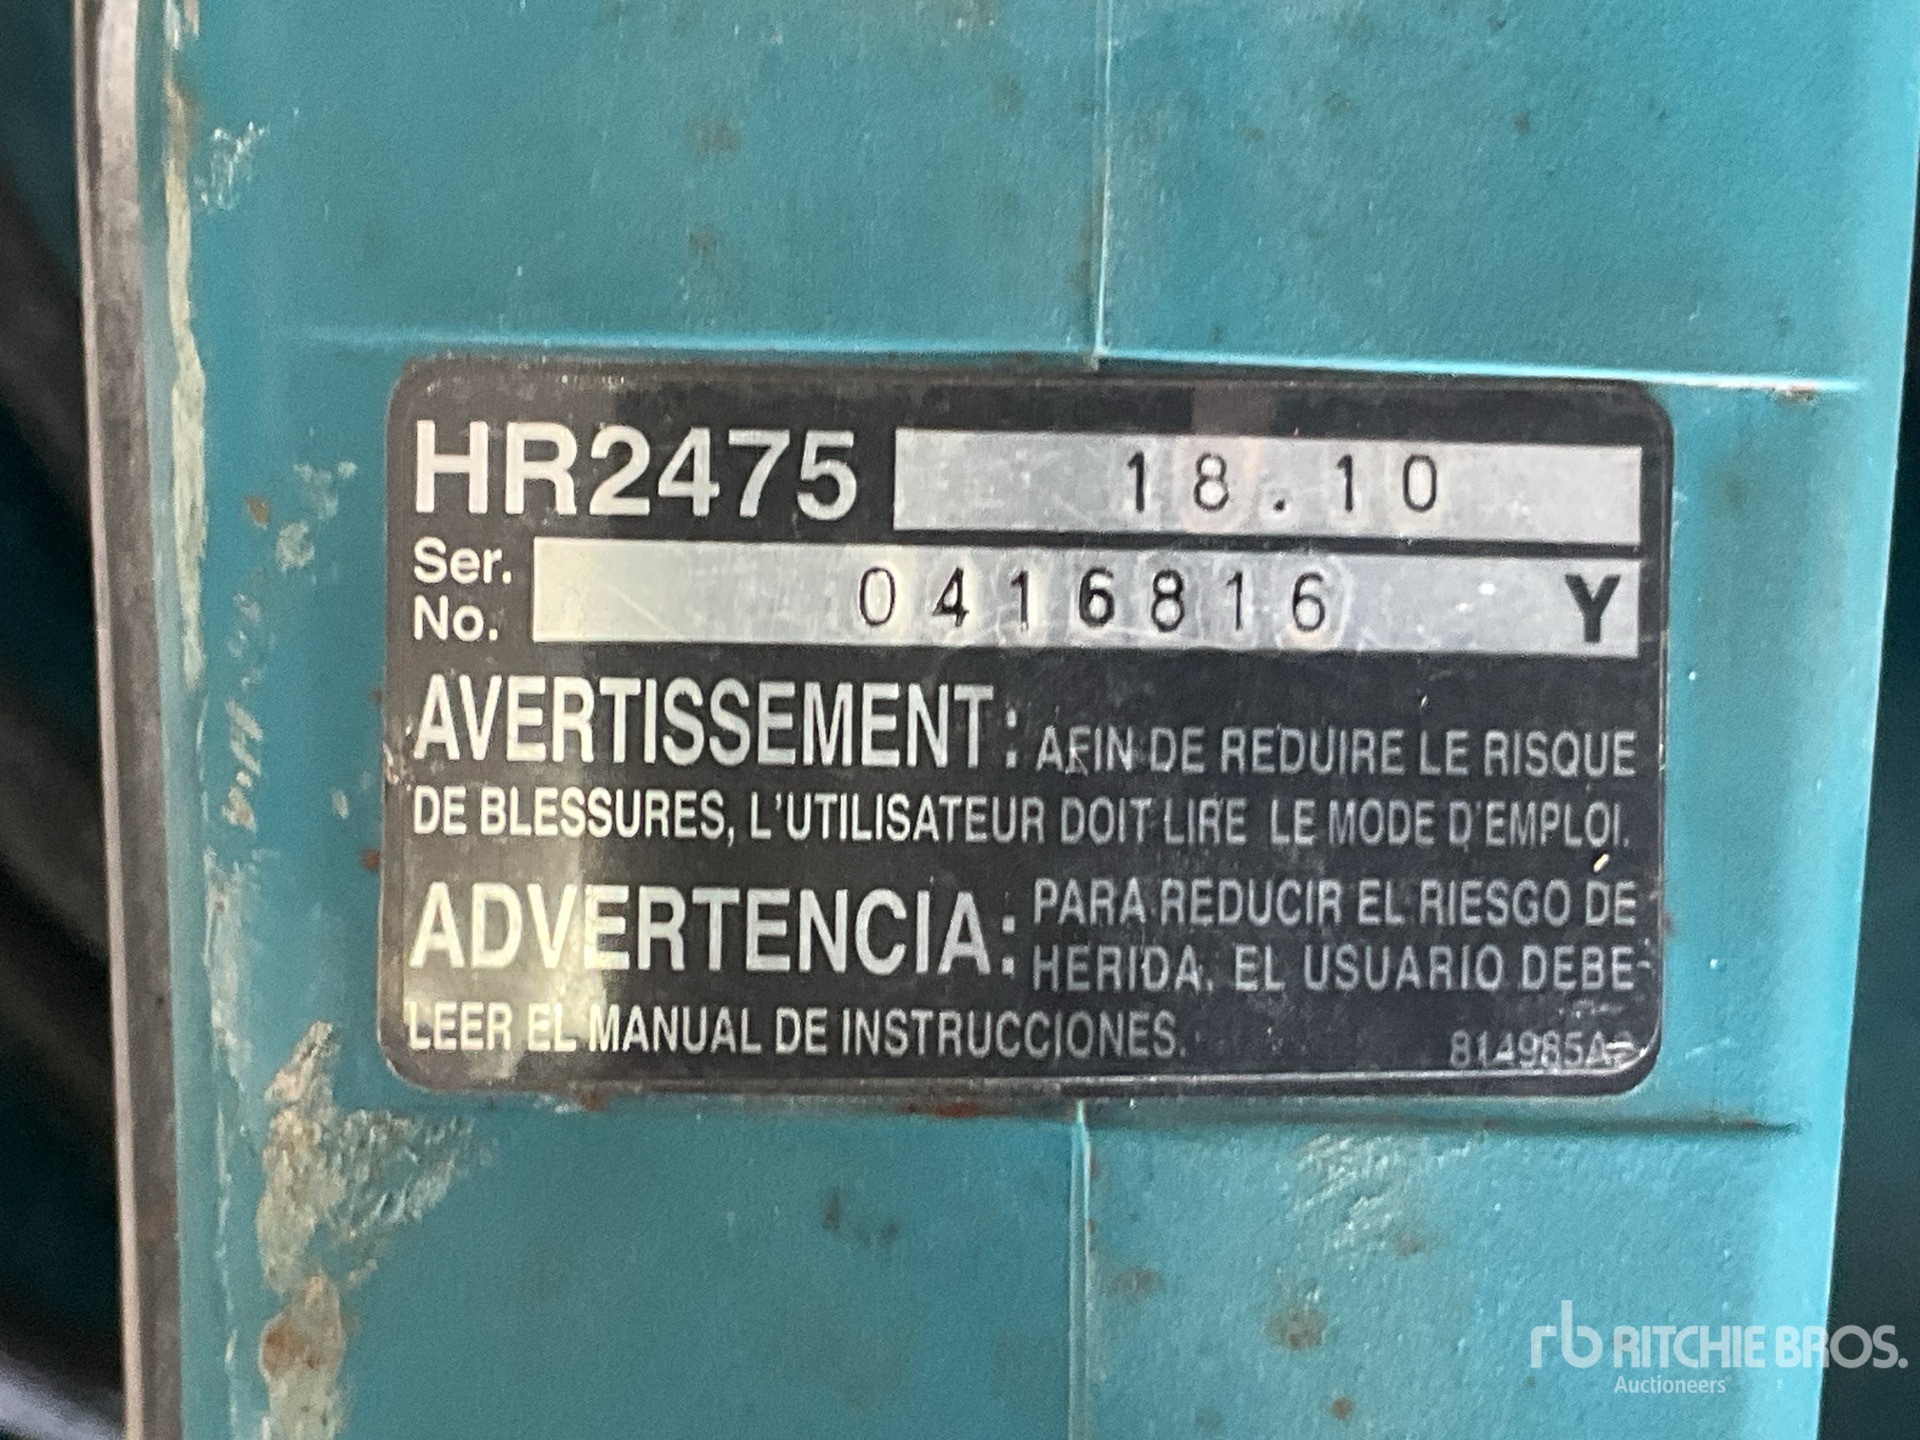 HR2475 18.10
Ser. No. 0416816 Y
AVERTISSEMENT: AFIN DE REDUIRE LE RISQUE
DE BLESSURES, L'UTILISATEUR DOIT LIRE LE MODE D'EMPLOI.
ADVERTENCIA: PARA REDUCIR EL RIESGO DE
HERIDA, EL USUARIO DEBE
LEER EL MANUAL DE INSTRUCCIONES.
rb RITCHIE BROS.
Auctioneers